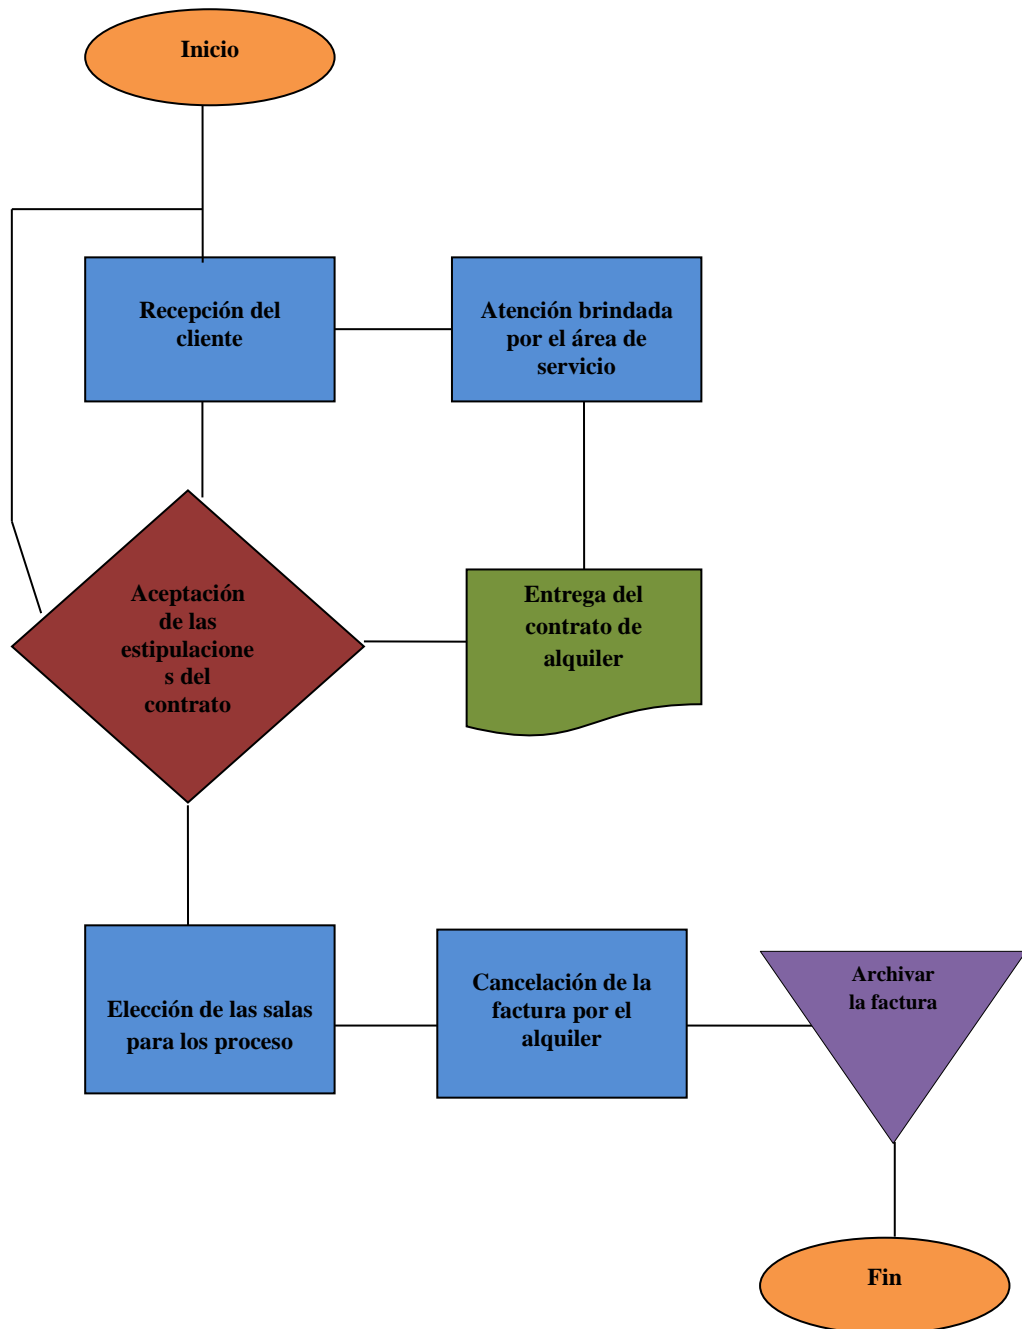 Inicio
Recepción del
cliente
Atención brindada
por el área de
servicio
Aceptación
de las
estipulacione
s del
contrato
Entrega del
contrato de
alquiler
Elección de las salas
para los proceso
Cancelación de la
factura por el
alquiler
Archivar
la factura
Fin